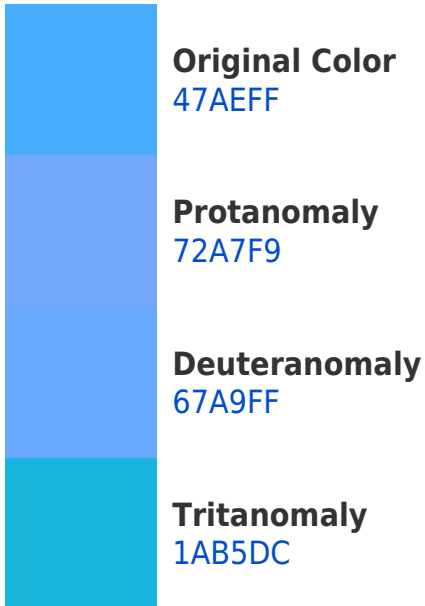 Original Color
47AEFF
Protanomaly
72A7F9
Deuteranomaly
67A9FF
Tritanomaly
1AB5DC